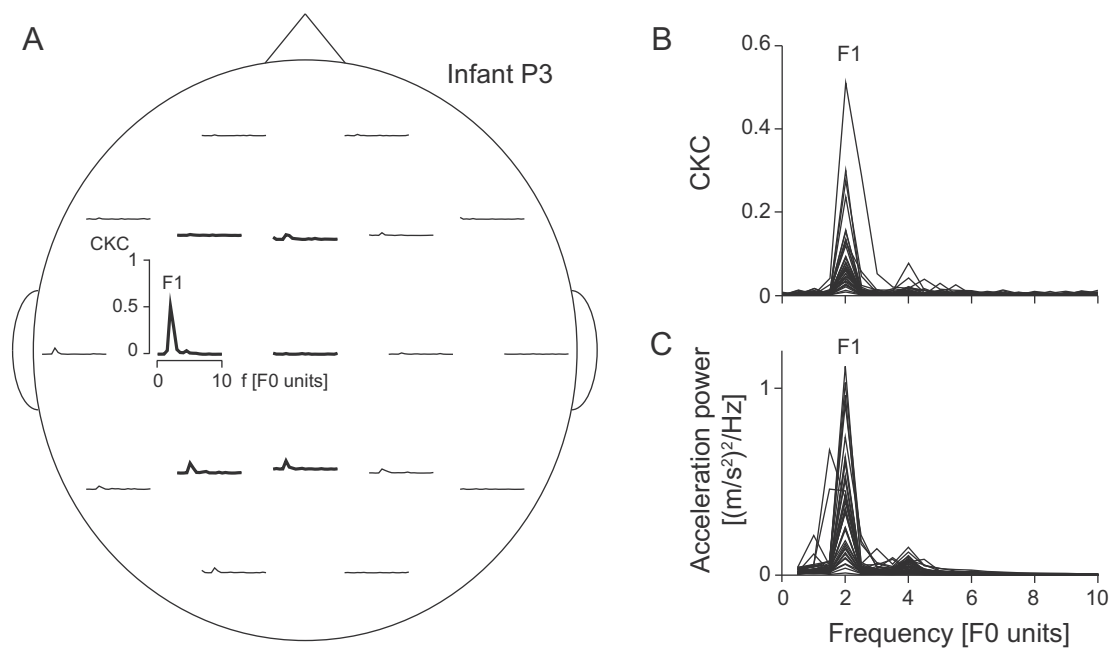 A
Infant P3
CKC
1
F1
0.5
0
0 10 f [F0 units]
B
0.6
F1
0.4
CKC
0.2
0
C
F1
Acceleration power
[(m/s²)²/Hz]
1
0
0 2 4 6 8 10
Frequency [F0 units]